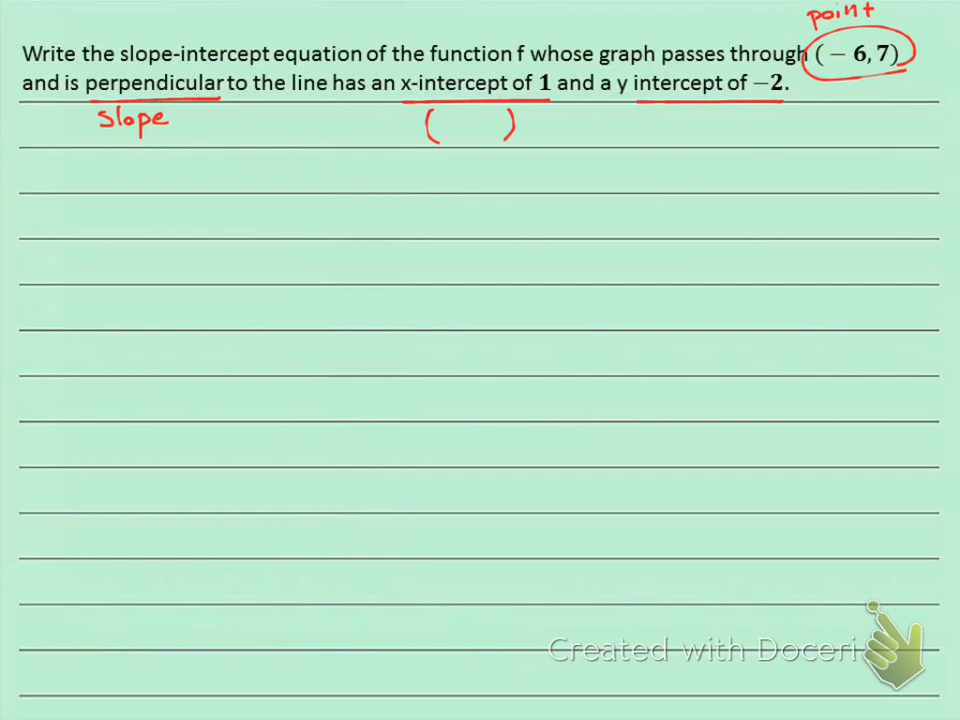 point
Write the slope-intercept equation of the function f whose graph passes through (− 6, 7)
and is perpendicular to the line has an x-intercept of 1 and a y intercept of −2.
slope ( )
Created with Doceri